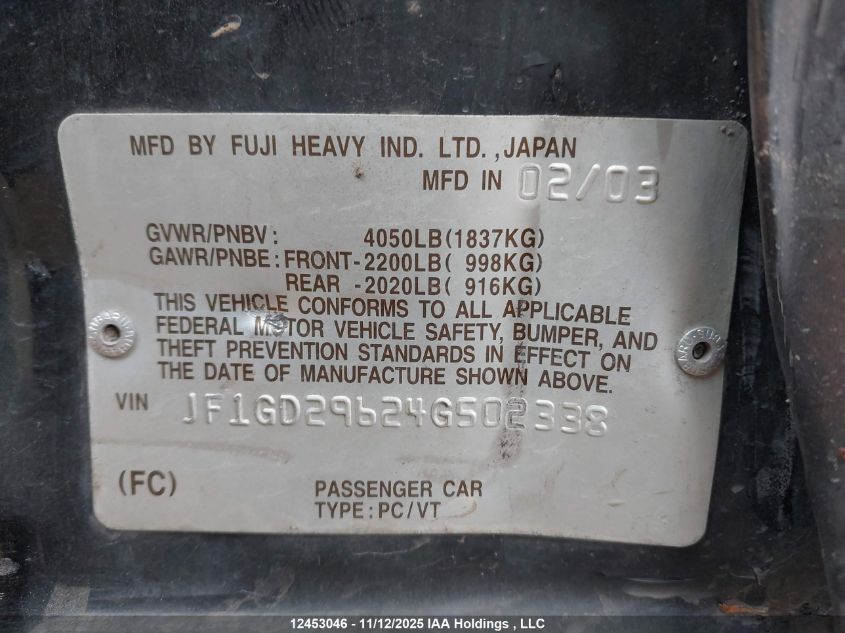 MFD BY FUJI HEAVY IND. LTD., JAPAN
MFD IN 02/03
GVWR/PNBV: 4050LB(1837KG)
GAWR/PNBE: FRONT-2200LB( 998KG)
REAR -2020LB( 916KG)
THIS VEHICLE CONFORMS TO ALL APPLICABLE
FEDERAL MOTOR VEHICLE SAFETY, BUMPER, AND
THEFT PREVENTION STANDARDS IN EFFECT ON
THE DATE OF MANUFACTURE SHOWN ABOVE.
VIN JF1GD29624G502338
(FC) PASSENGER CAR
TYPE: PC/VT
12453046 - 11/12/2025 IAA Holdings , LLC